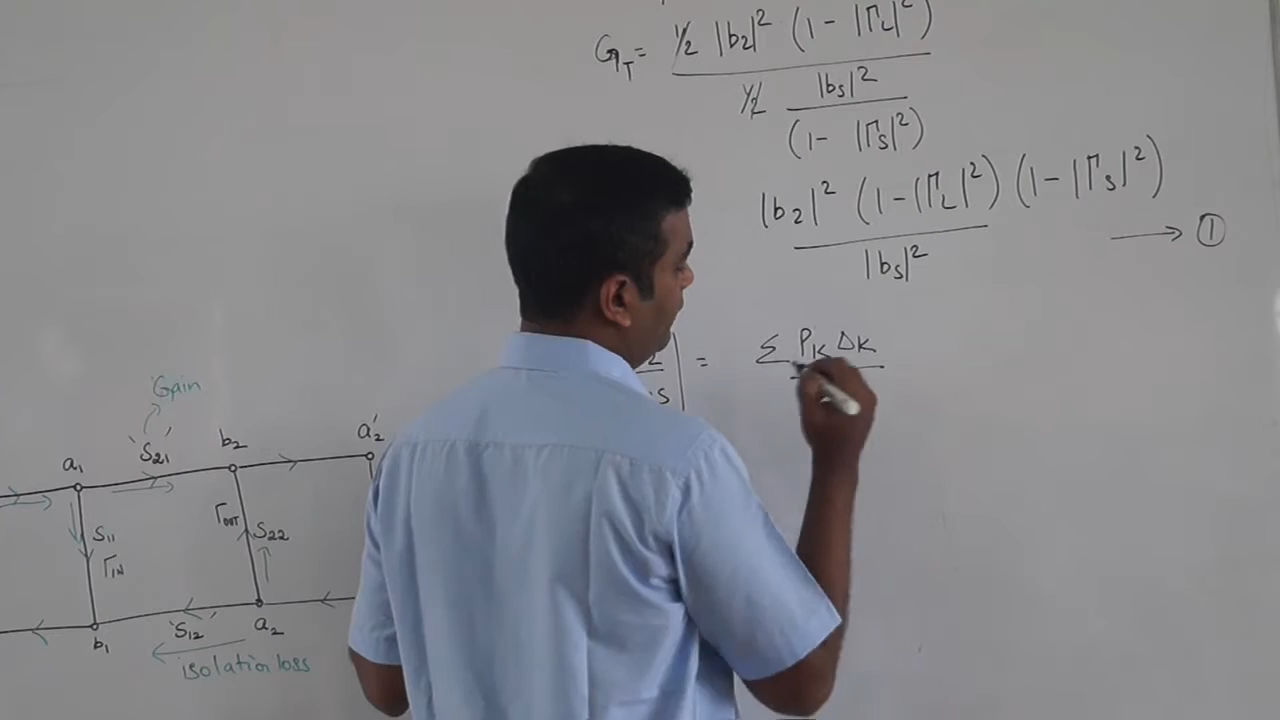 G_T = 1/2 |b2|² (1 - |Γ_L|²)
1/2 |bs|²
(1 - |Γs|²)
|b2|² (1 - |Γ_L|²) (1 - |Γs|²)
|bs|²
→ ①
= Σ P_K Δ_K
Gain
'S21'
a1
b2
a2'
S11
Γ_IN
Γ_OUT
S22
'S12'
b1
a2
isolation loss